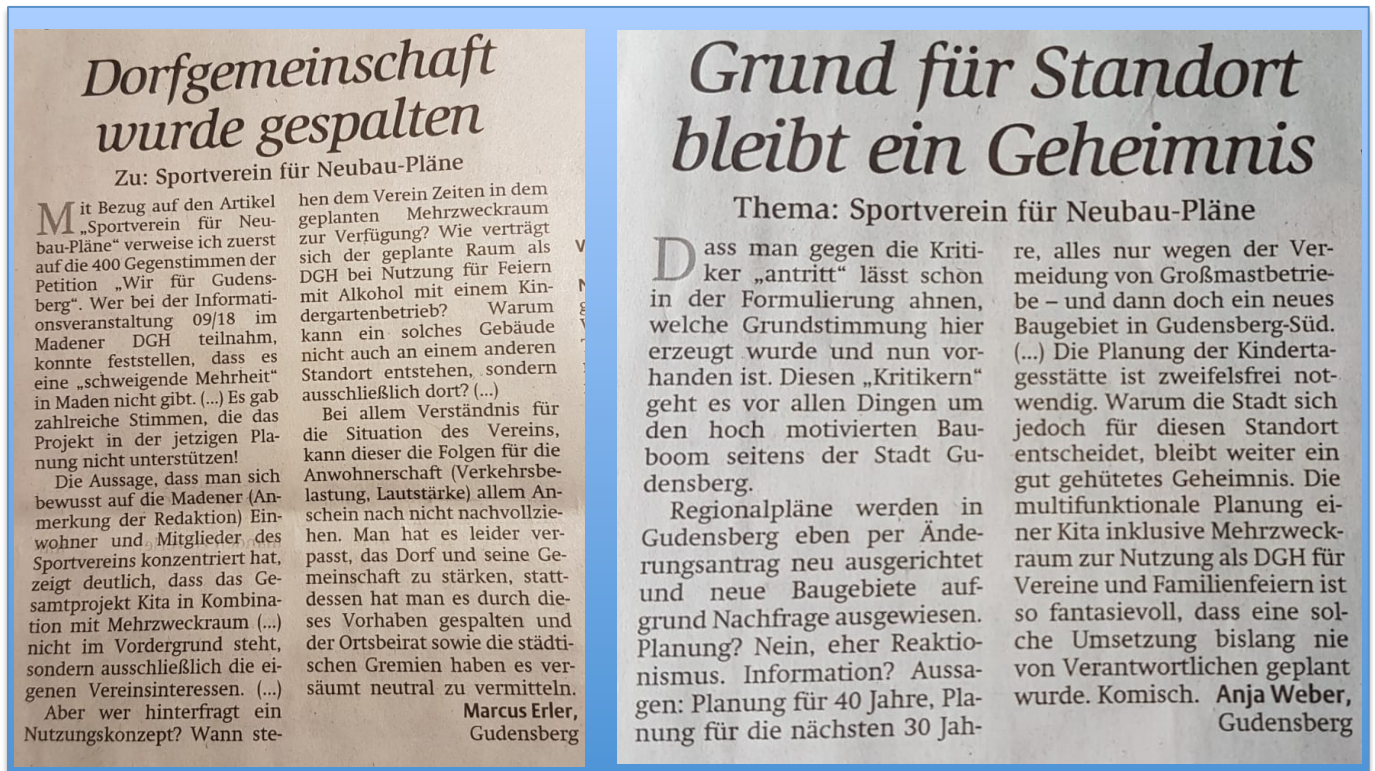 Dorfgemeinschaft
wurde gespalten
Zu: Sportverein für Neubau-Pläne
Mit Bezug auf den Artikel
„Sportverein für Neu-
bau-Pläne“ verweise ich zuerst
auf die 400 Gegenstimmen der
Petition „Wir für Gudens-
berg“. Wer bei der Informati-
onsveranstaltung 09/18 im
Madener DGH teilnahm,
konnte feststellen, dass es
eine „schweigende Mehrheit“
in Maden nicht gibt. (...) Es gab
zahlreiche Stimmen, die das
Projekt in der jetzigen Pla-
nung nicht unterstützen!
Die Aussage, dass man sich
bewusst auf die Madener (An-
merkung der Redaktion) Ein-
wohner und Mitglieder des
Sportvereins konzentriert hat,
zeigt deutlich, dass das Ge-
samtprojekt Kita in Kombina-
tion mit Mehrzweckraum (...)
nicht im Vordergrund steht,
sondern ausschließlich die ei-
genen Vereinsinteressen. (...)
Aber wer hinterfragt ein
Nutzungskonzept? Wann ste-
hen dem Verein Zeiten in dem
geplanten Mehrzweckraum
zur Verfügung? Wie verträgt
sich der geplante Raum als
DGH bei Nutzung für Feiern
mit Alkohol mit einem Kin-
dergartenbetrieb? Warum
kann ein solches Gebäude
nicht auch an einem anderen
Standort entstehen, sondern
ausschließlich dort? (...)
Bei allem Verständnis für
die Situation des Vereins,
kann dieser die Folgen für die
Anwohnerschaft (Verkehrsbe-
lastung, Lautstärke) allem An-
schein nach nicht nachvollzie-
hen. Man hat es leider ver-
passt, das Dorf und seine Ge-
meinschaft zu stärken, statt-
dessen hat man es durch die-
ses Vorhaben gespalten und
der Ortsbeirat sowie die städti-
schen Gremien haben es ver-
säumt neutral zu vermitteln.
Marcus Erler,
Gudensberg
Grund für Standort
bleibt ein Geheimnis
Thema: Sportverein für Neubau-Pläne
Dass man gegen die Kriti-
ker „antritt“ lässt schon
in der Formulierung ahnen,
welche Grundstimmung hier
erzeugt wurde und nun vor-
handen ist. Diesen „Kritikern“
geht es vor allen Dingen um
den hoch motivierten Bau-
boom seitens der Stadt Gu-
densberg.
Regionalpläne werden in
Gudensberg eben per Ände-
rungsantrag neu ausgerichtet
und neue Baugebiete auf-
grund Nachfrage ausgewiesen.
Planung? Nein, eher Reaktio-
nismus. Information? Aussa-
gen: Planung für 40 Jahre, Pla-
nung für die nächsten 30 Jah-
re, alles nur wegen der Ver-
meidung von Großmastbetrie-
be – und dann doch ein neues
Baugebiet in Gudensberg-Süd.
(...) Die Planung der Kinderta-
gesstätte ist zweifelsfrei not-
wendig. Warum die Stadt sich
jedoch für diesen Standort
entscheidet, bleibt weiter ein
gut gehütetes Geheimnis. Die
multifunktionale Planung ei-
ner Kita inklusive Mehrzweck-
raum zur Nutzung als DGH für
Vereine und Familienfeiern ist
so fantasievoll, dass eine sol-
che Umsetzung bislang nie
von Verantwortlichen geplant
wurde. Komisch. Anja Weber,
Gudensberg